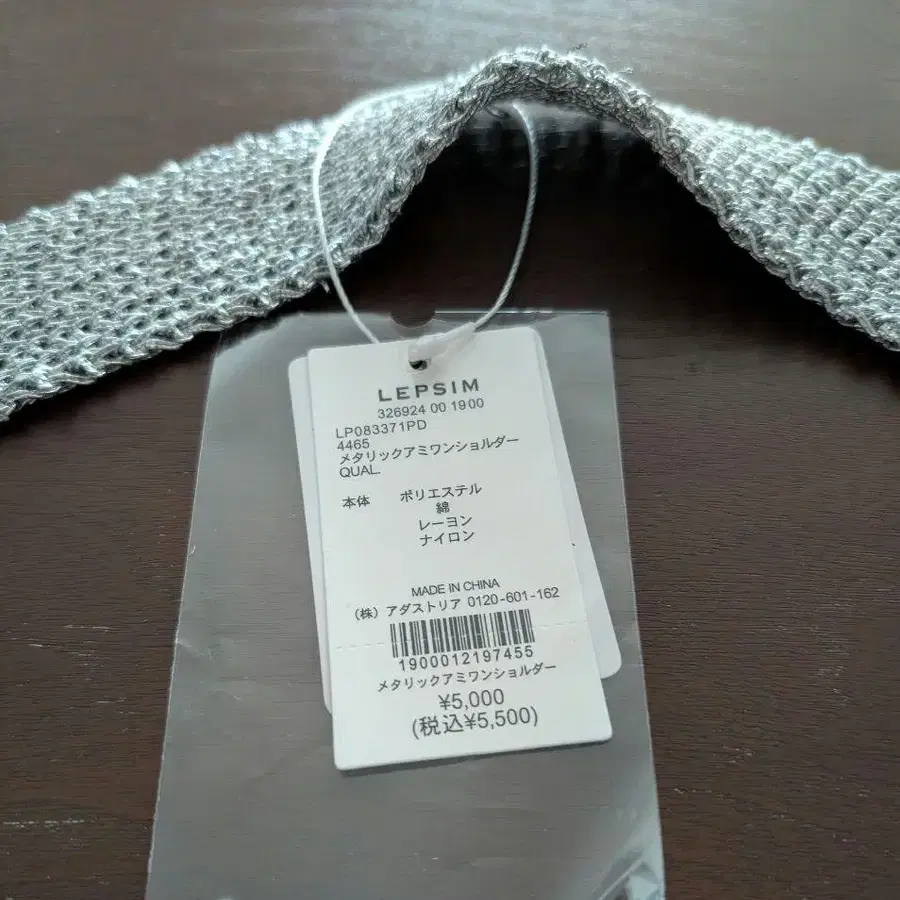 LEPSIM
326924 00 1900
LP083371PD
4465
メタリックアミワンショルダー
QUAL.
本体 ポリエステル
綿
レーヨン
ナイロン
MADE IN CHINA
(株) アダストリア 0120-601-162
1900012197455
メタリックアミワンショルダー
¥5,000
(税込¥5,500)